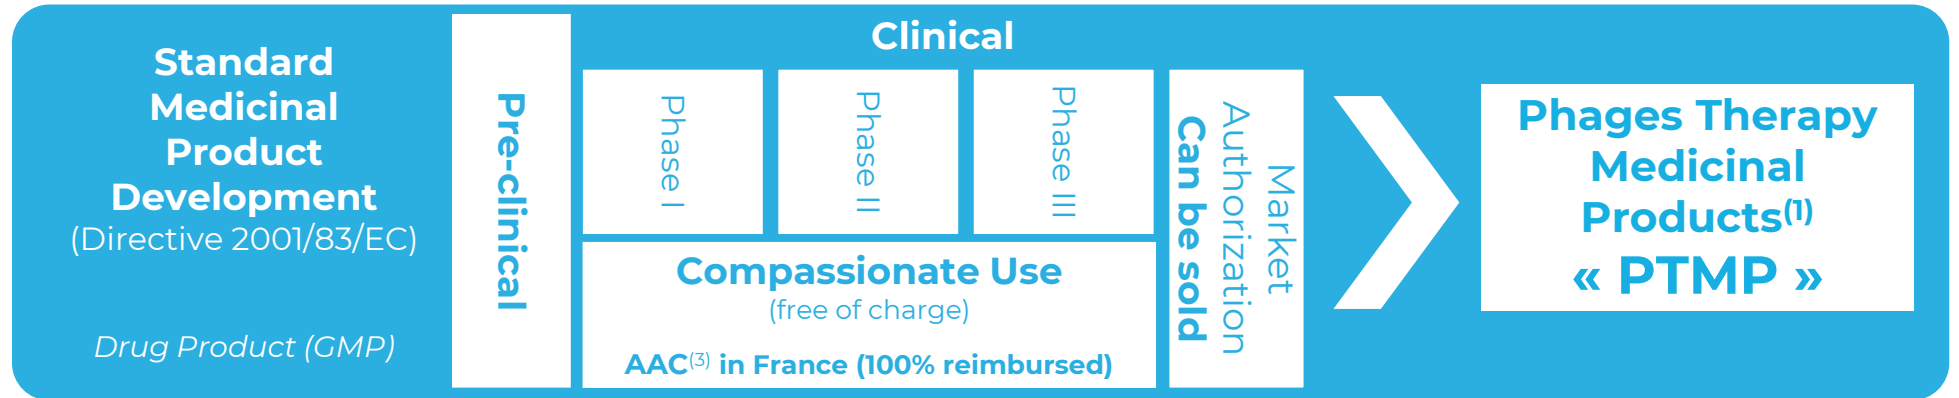 Standard
Medicinal
Product
Development
(Directive 2001/83/EC)
Drug Product (GMP)
Pre-clinical
Clinical
Phase I
Phase II
Phase III
Compassionate Use
(free of charge)
AAC(3) in France (100% reimbursed)
Market
Authorization
Can be sold
Phages Therapy
Medicinal
Products(1)
« PTMP »